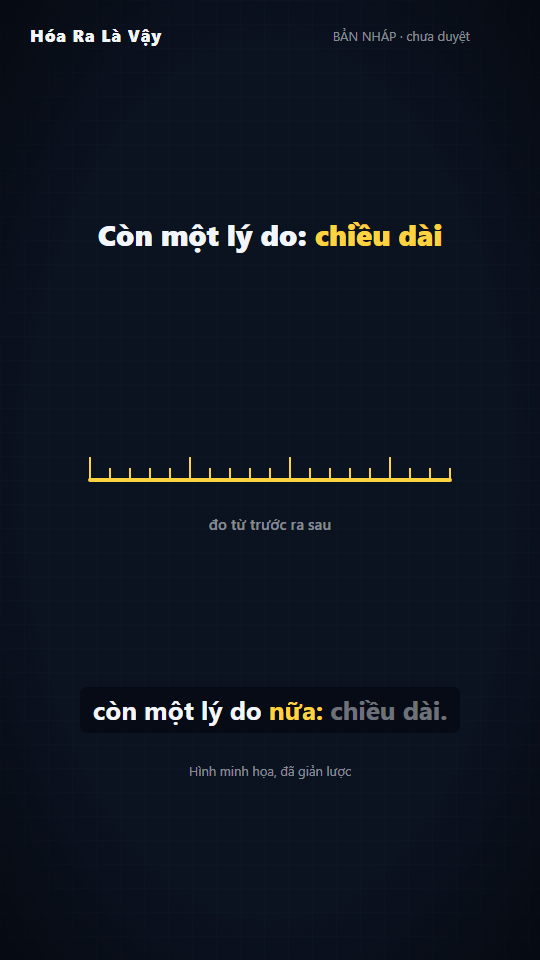 Hóa Ra Là Vậy
BẢN NHÁP · chưa duyệt
Còn một lý do: chiều dài
đo từ trước ra sau
còn một lý do nữa: chiều dài.
Hình minh họa, đã giản lược